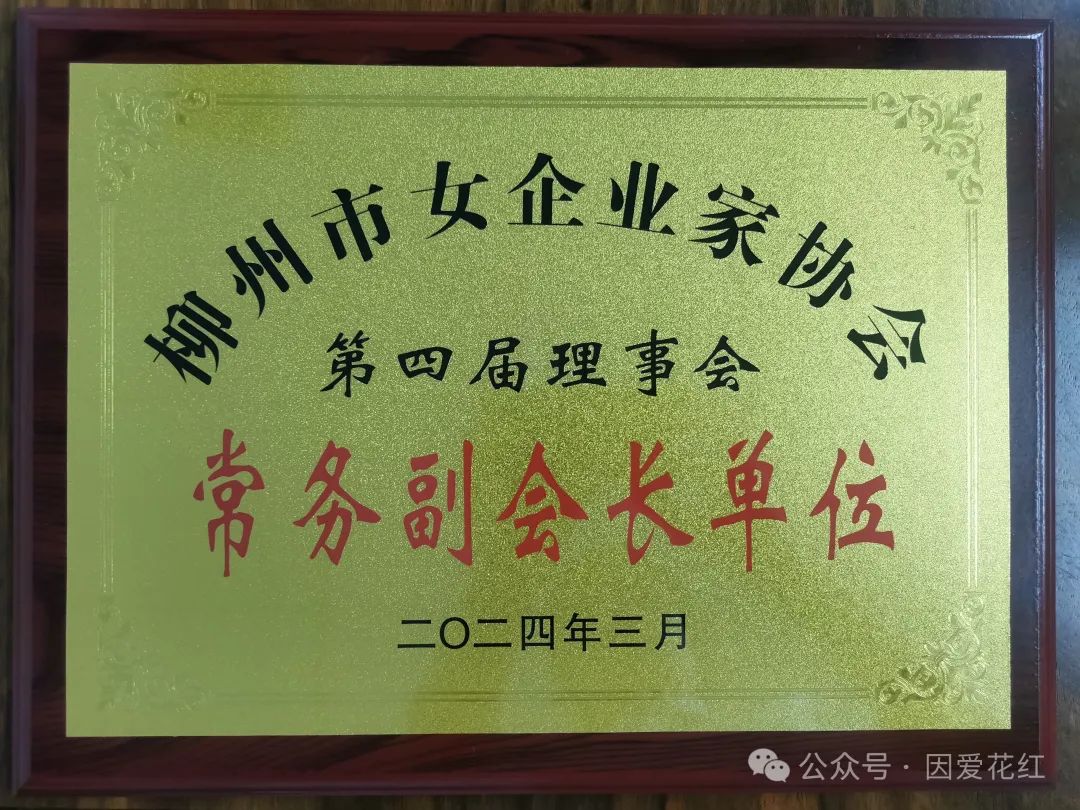 柳州市女企业家协会
第四届理事会
常务副会长单位
二〇二四年三月
公众号·因爱花红